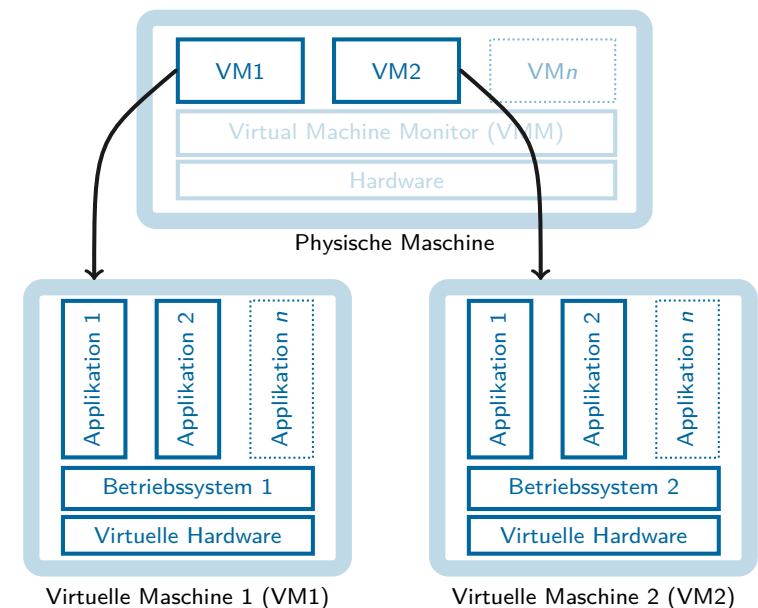 VM1 VM2 VMn
Virtual Machine Monitor (VMM)
Hardware
Physische Maschine
Applikation 1
Applikation 2
Applikation n
Betriebssystem 1
Virtuelle Hardware
Virtuelle Maschine 1 (VM1)
Applikation 1
Applikation 2
Applikation n
Betriebssystem 2
Virtuelle Hardware
Virtuelle Maschine 2 (VM2)